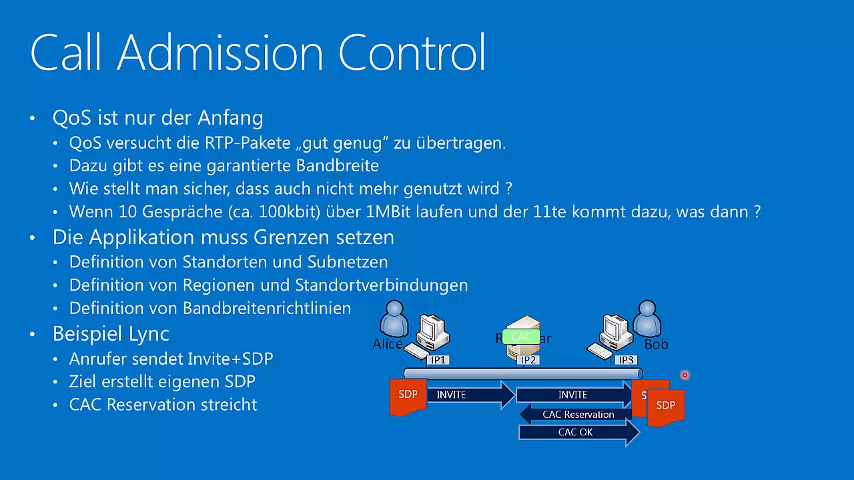 Call Admission Control
• QoS ist nur der Anfang
• QoS versucht die RTP-Pakete „gut genug“ zu übertragen.
• Dazu gibt es eine garantierte Bandbreite
• Wie stellt man sicher, dass auch nicht mehr genutzt wird ?
• Wenn 10 Gespräche (ca. 100kbit) über 1MBit laufen und der 11te kommt dazu, was dann ?
• Die Applikation muss Grenzen setzen
• Definition von Standorten und Subnetzen
• Definition von Regionen und Standortverbindungen
• Definition von Bandbreitenrichtlinien
• Beispiel Lync
• Anrufer sendet Invite+SDP
• Ziel erstellt eigenen SDP
• CAC Reservation streicht
Alice
CAC
Bob
IP1
IP2
IP3
SDP
INVITE
INVITE
SDP
CAC Reservation
CAC OK